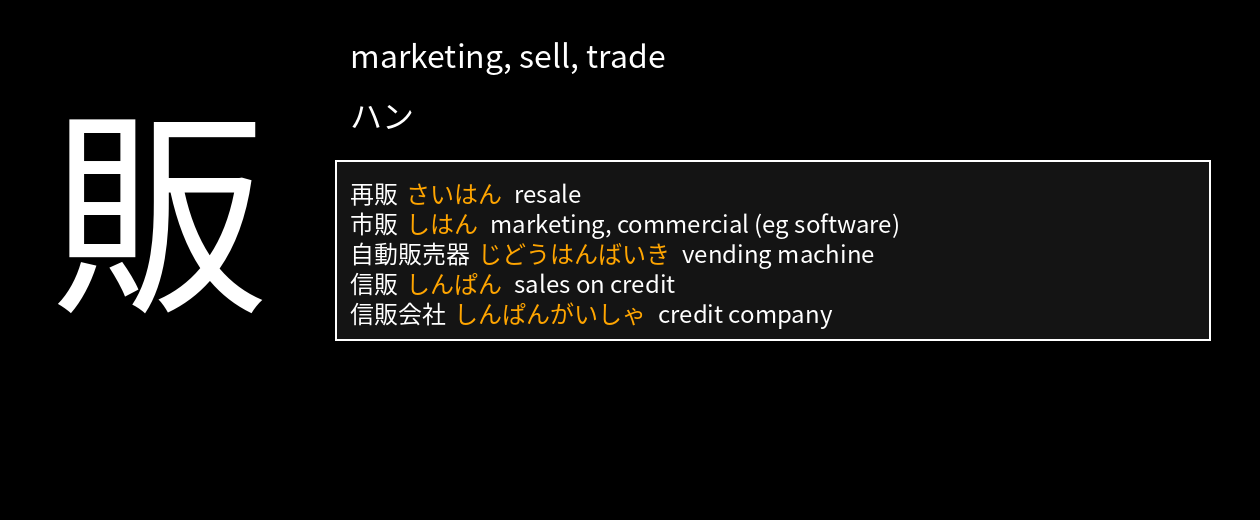 販
marketing, sell, trade
ハン
再販 さいはん resale
市販 しはん marketing, commercial (eg software)
自動販売器 じどうはんばいき vending machine
信販 しんぱん sales on credit
信販会社 しんぱんがいしゃ credit company